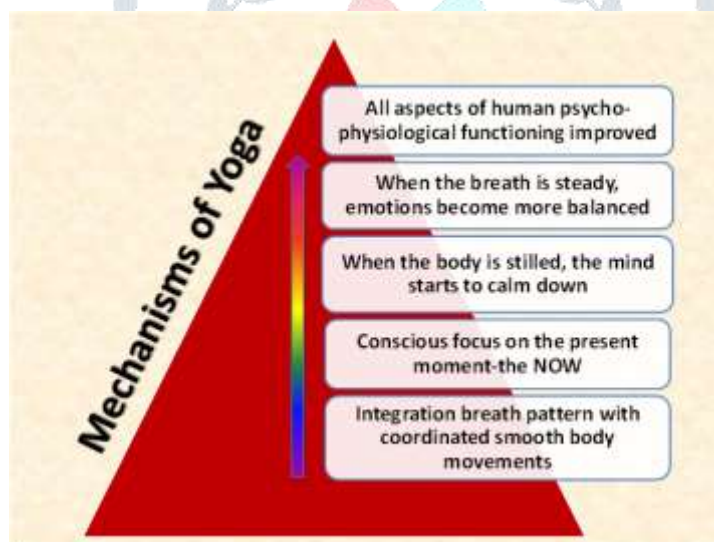 Mechanisms of Yoga
All aspects of human psycho-
physiological functioning improved
When the breath is steady,
emotions become more balanced
When the body is stilled, the mind
starts to calm down
Conscious focus on the present
moment-the NOW
Integration breath pattern with
coordinated smooth body
movements